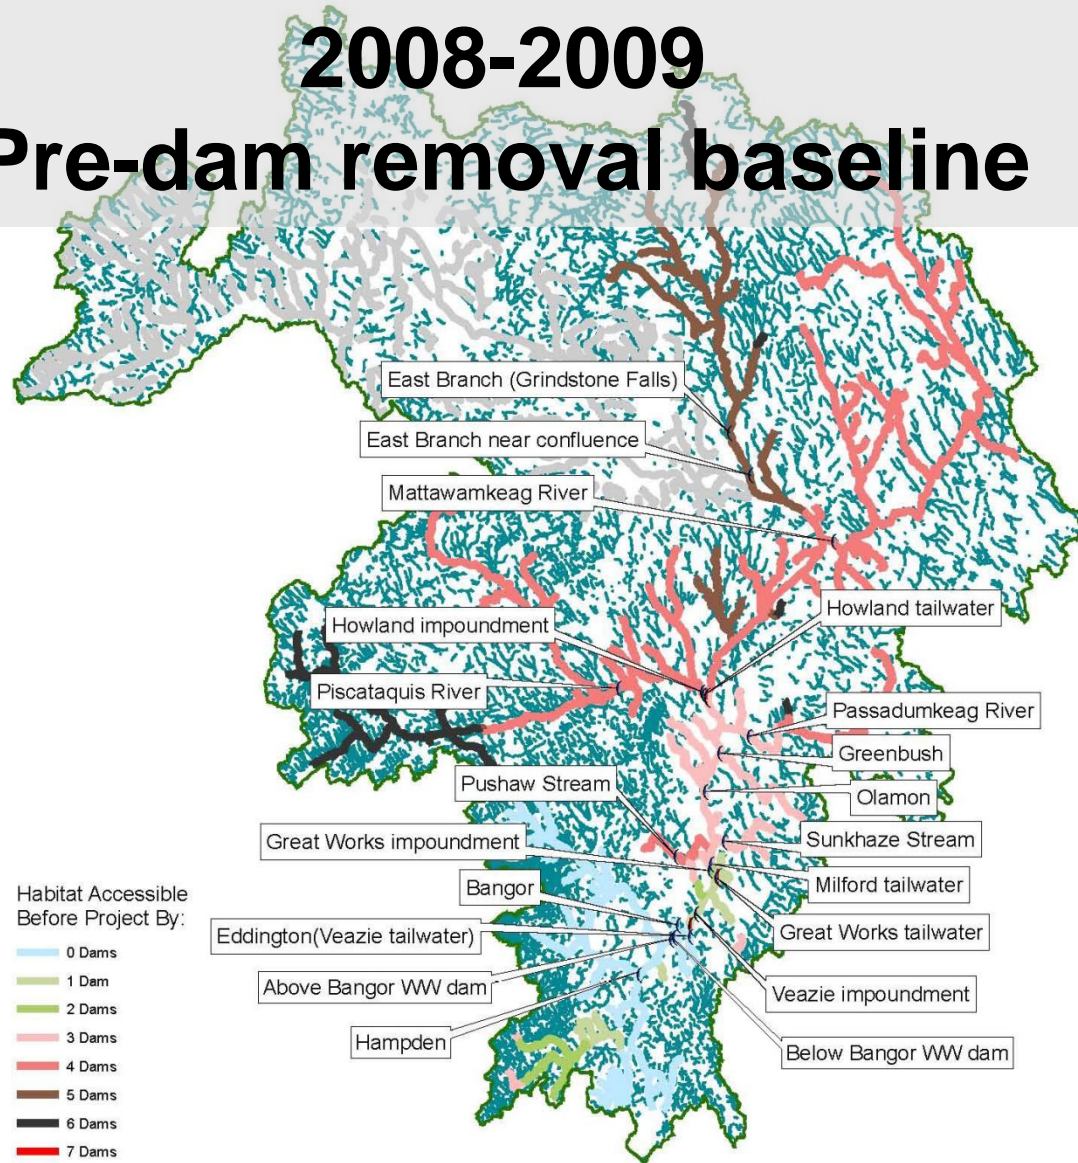 2008-2009
Pre-dam removal baseline
East Branch (Grindstone Falls)
East Branch near confluence
Mattawamkeag River
Howland tailwater
Howland impoundment
Piscataquis River
Passadumkeag River
Greenbush
Pushaw Stream
Olamon
Great Works impoundment
Sunkhaze Stream
Bangor
Milford tailwater
Eddington(Veazie tailwater)
Great Works tailwater
Above Bangor WW dam
Veazie impoundment
Hampden
Below Bangor WW dam
Habitat Accessible
Before Project By:
0 Dams
1 Dam
2 Dams
3 Dams
4 Dams
5 Dams
6 Dams
7 Dams